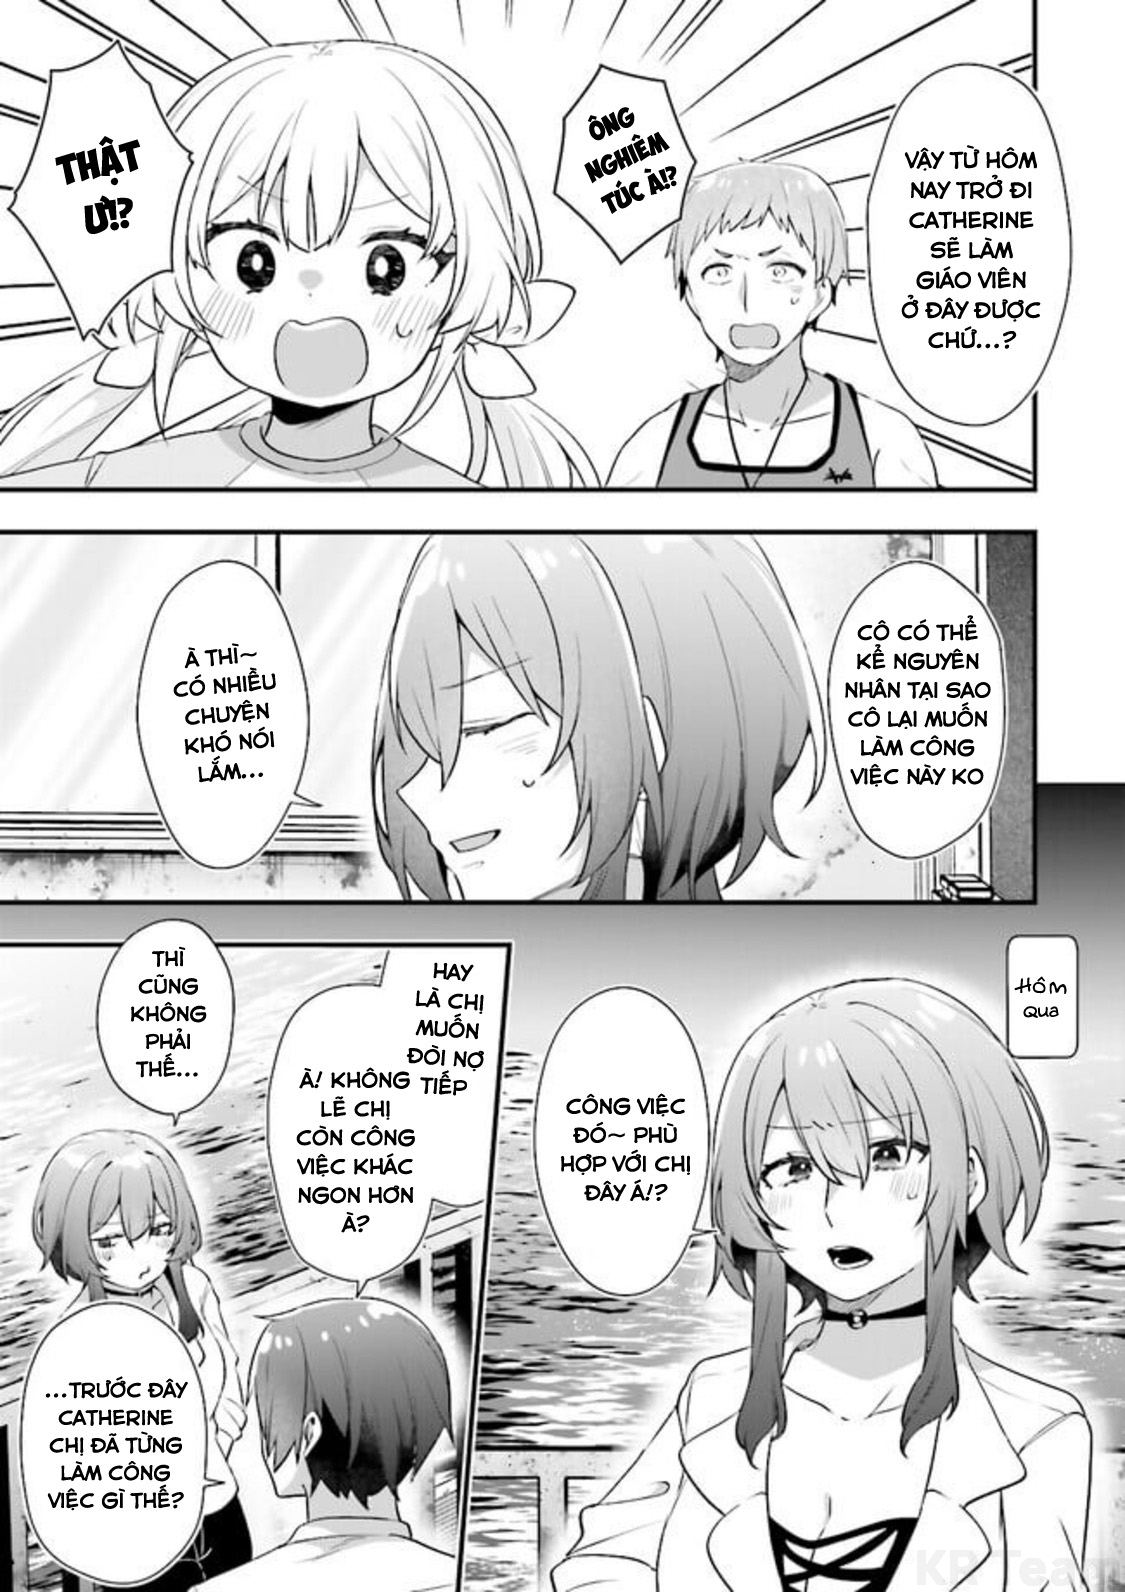 VẬY TỪ HÔM
NAY TRỞ ĐI
CATHERINE
SẼ LÀM
GIÁO VIÊN
Ở ĐÂY ĐƯỢC
CHỨ...?
ÔNG
NGHIÊM
TÚC À!?
THẬT
Ư!?
CÔ CÓ THỂ
KỂ NGUYÊN
NHÂN TẠI SAO
CÔ LẠI MUỐN
LÀM CÔNG
VIỆC NÀY KO
À THÌ~
CÓ NHIỀU
CHUYỆN
KHÓ NÓI
LẮM...
HÔM
QUA
CÔNG VIỆC
ĐÓ~ PHÙ
HỢP VỚI CHỊ
ĐÂY Á!?
HAY
LÀ CHỊ
MUỐN
ĐÒI NỢ
TIẾP
À! KHÔNG
LẼ CHỊ
CÒN CÔNG
VIỆC KHÁC
NGON HƠN
À?
THÌ
CŨNG
KHÔNG
PHẢI
THẾ...
...TRƯỚC ĐÂY
CATHERINE
CHỊ ĐÃ TỪNG
LÀM CÔNG
VIỆC GÌ THẾ?
KR Team